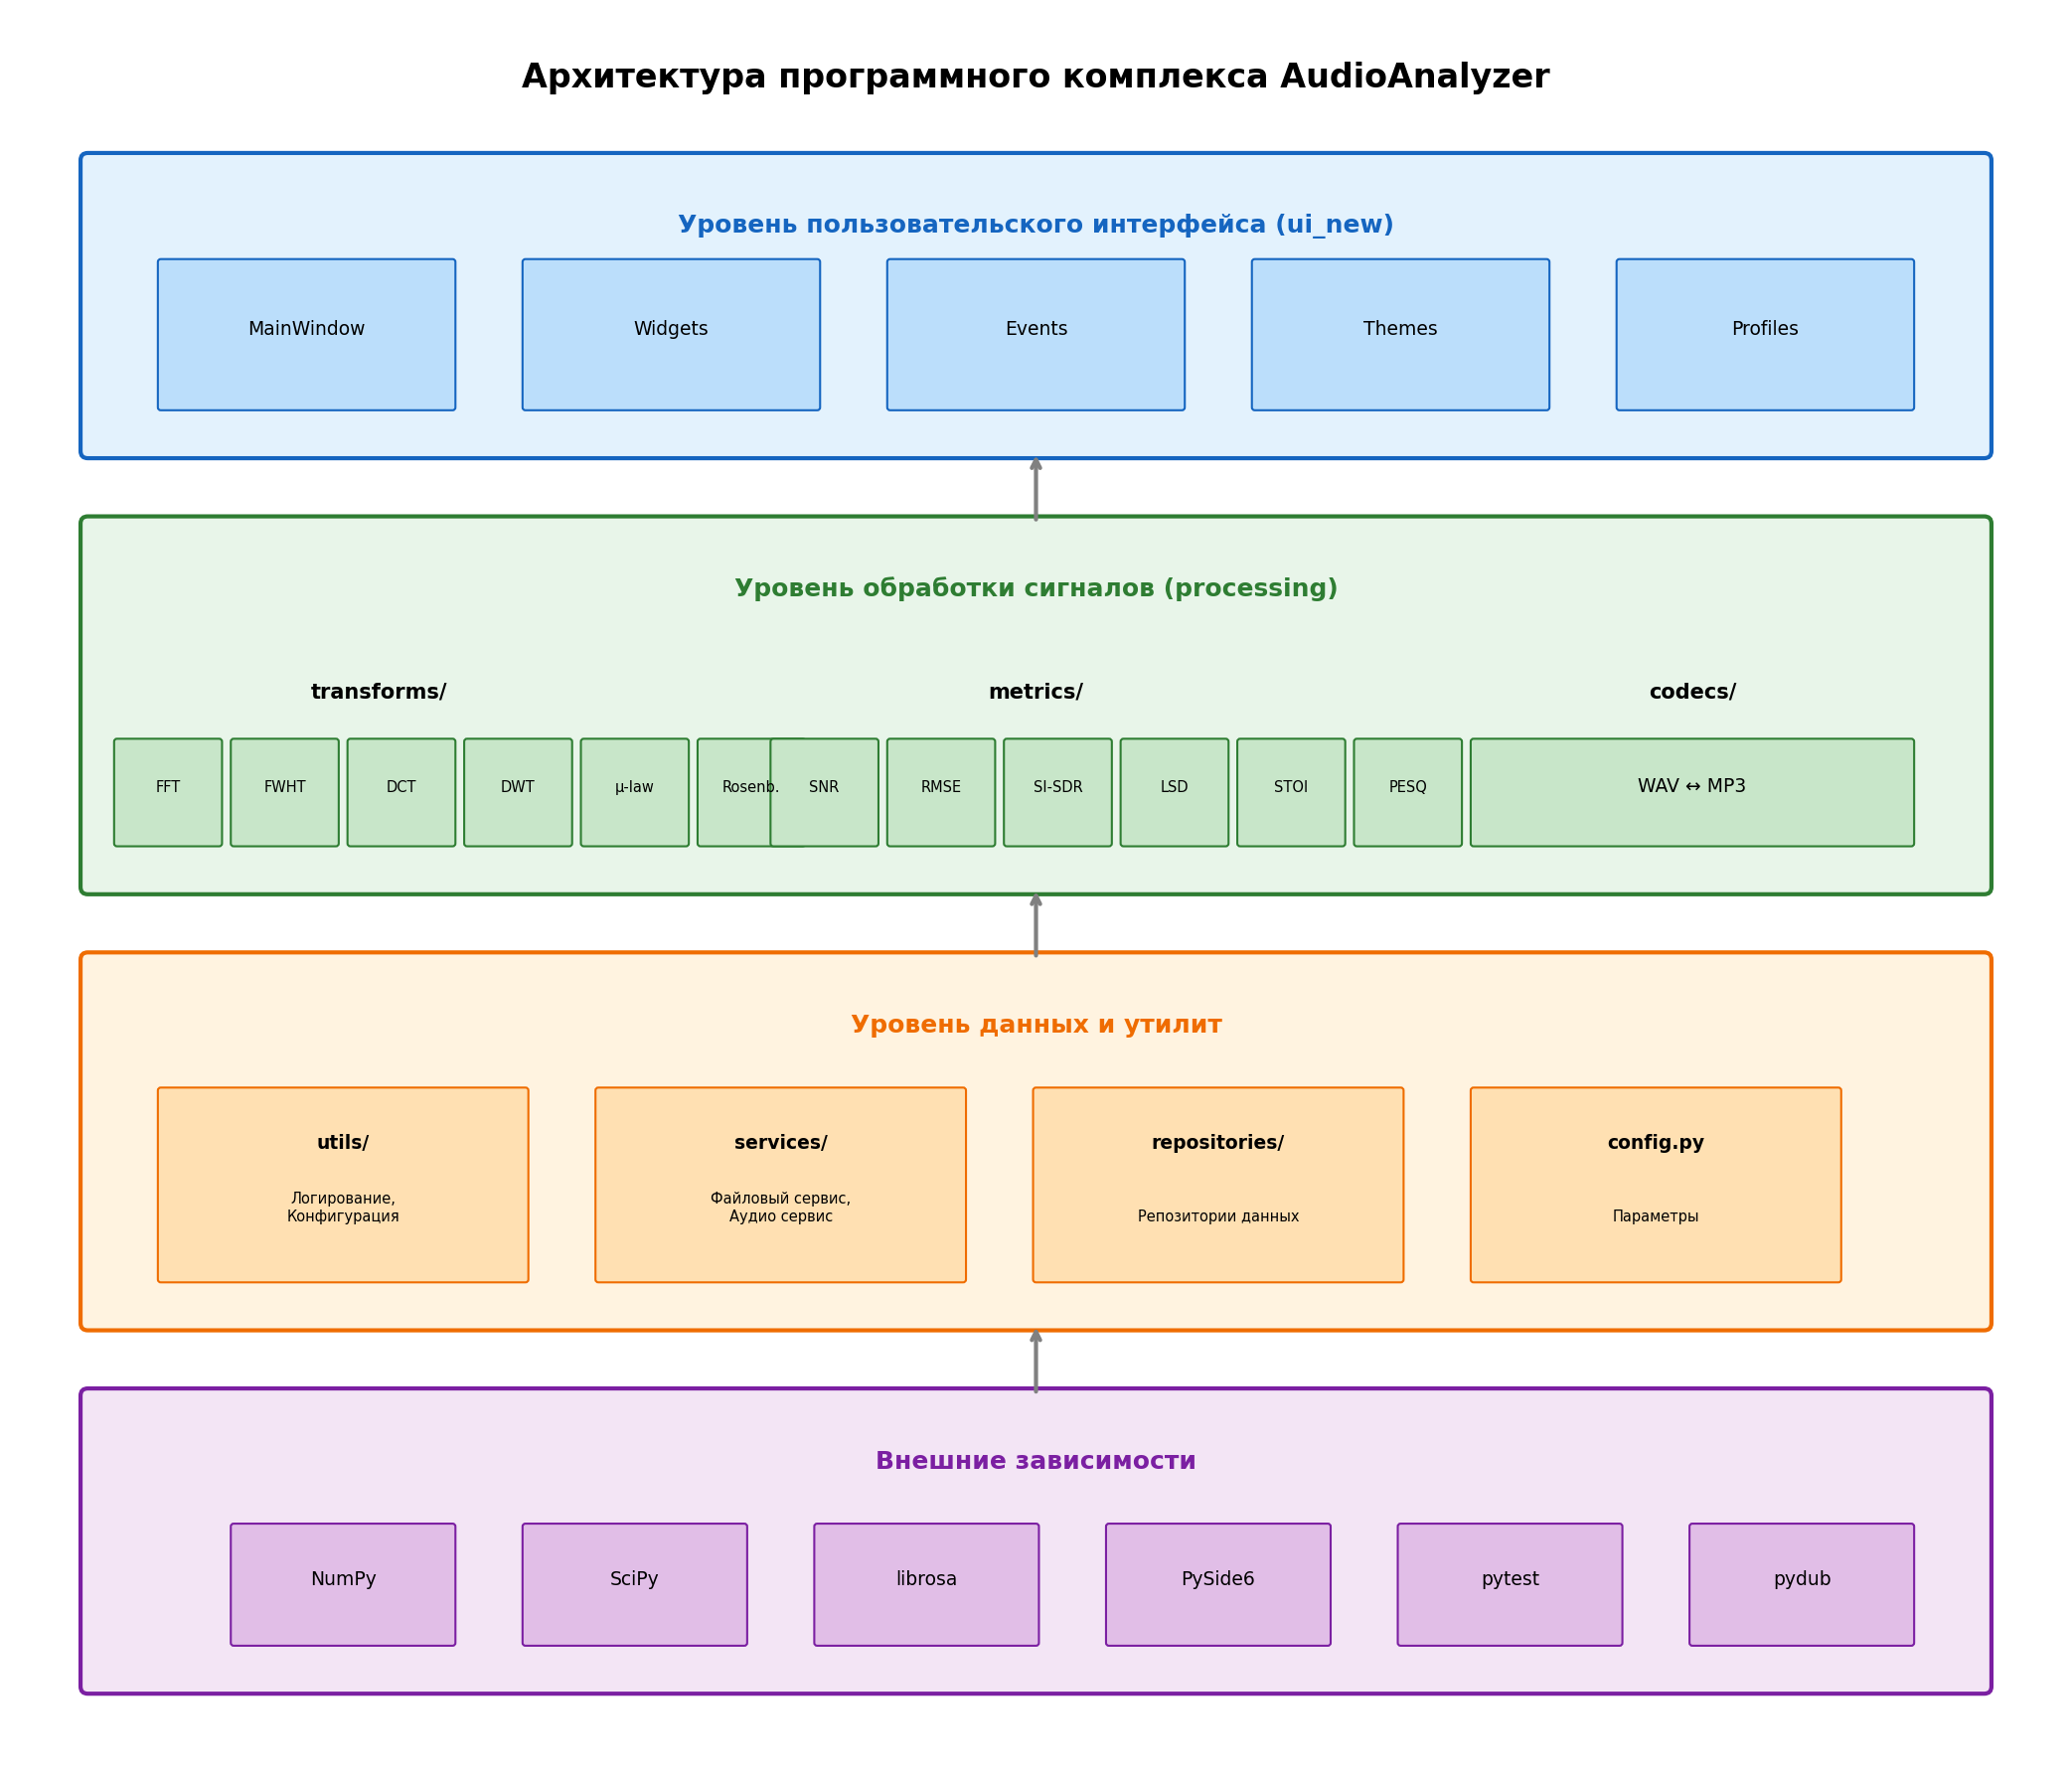 Архитектура программного комплекса AudioAnalyzer
Уровень пользовательского интерфейса (ui_new)
MainWindow
Widgets
Events
Themes
Profiles
Уровень обработки сигналов (processing)
transforms/
metrics/
codecs/
FFT
FWHT
DCT
DWT
μ-law
Rosenb.
SNR
RMSE
SI-SDR
LSD
STOI
PESQ
WAV ↔ MP3
Уровень данных и утилит
utils/
Логирование,
Конфигурация
services/
Файловый сервис,
Аудио сервис
repositories/
Репозитории данных
config.py
Параметры
Внешние зависимости
NumPy
SciPy
librosa
PySide6
pytest
pydub